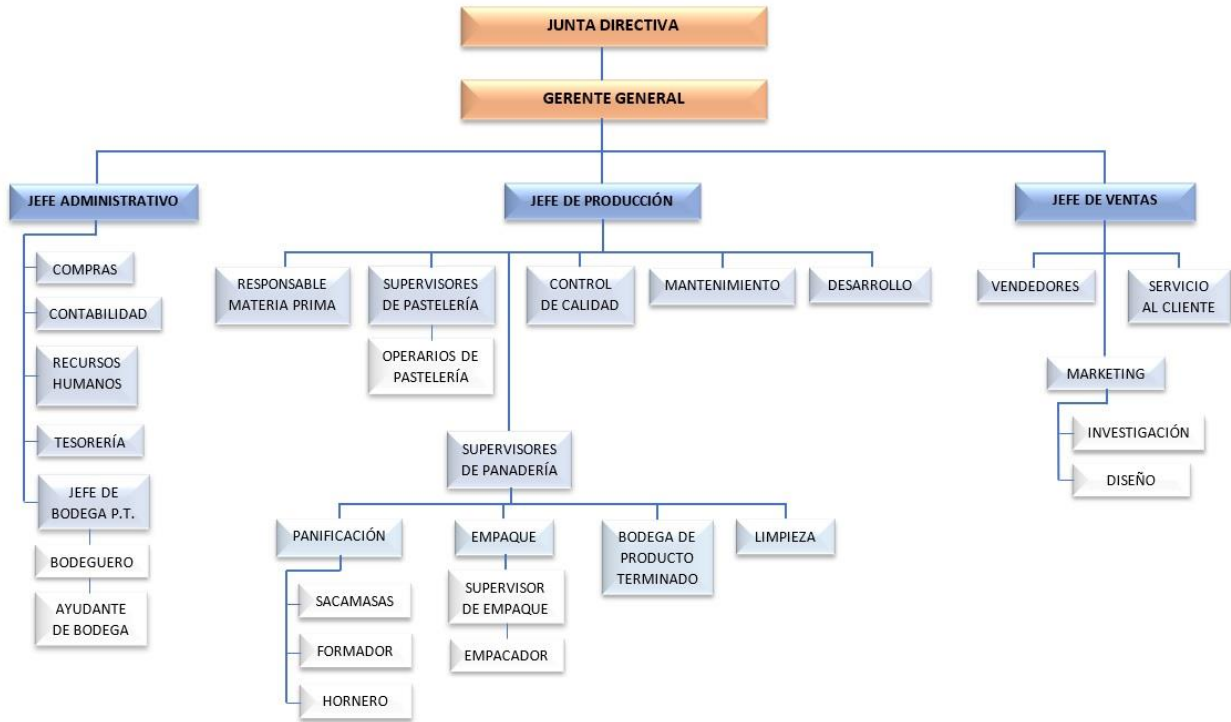 JUNTA DIRECTIVA
GERENTE GENERAL
JEFE ADMINISTRATIVO
JEFE DE PRODUCCIÓN
JEFE DE VENTAS
COMPRAS
CONTABILIDAD
RECURSOS
HUMANOS
TESORERÍA
JEFE DE
BODEGA P.T.
BODEGUERO
AYUDANTE
DE BODEGA
RESPONSABLE
MATERIA PRIMA
SUPERVISORES
DE PASTELERÍA
OPERARIOS DE
PASTELERÍA
CONTROL
DE CALIDAD
MANTENIMIENTO
DESARROLLO
SUPERVISORES
DE PANADERÍA
PANIFICACIÓN
SACAMASAS
FORMADOR
HORNERO
EMPAQUE
SUPERVISOR
DE EMPAQUE
EMPACADOR
BODEGA DE
PRODUCTO
TERMINADO
LIMPIEZA
VENDEDORES
SERVICIO
AL CLIENTE
MARKETING
INVESTIGACIÓN
DISEÑO